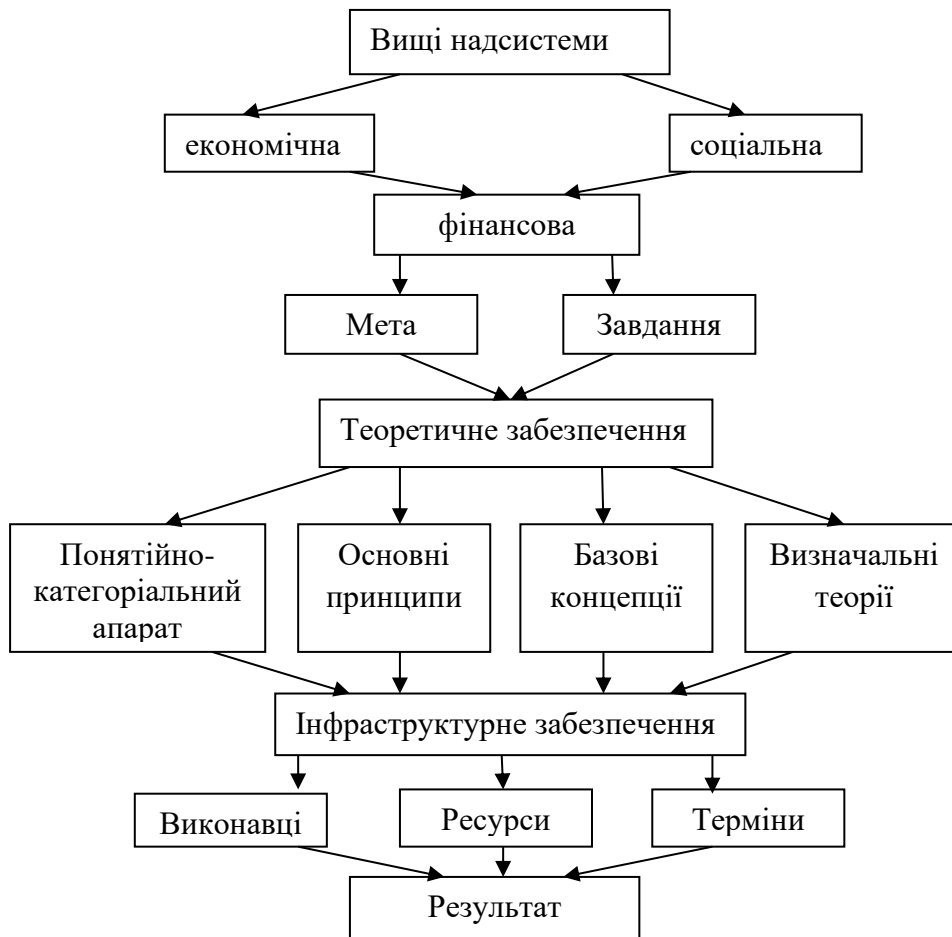 Вищі надсистеми
економічна
соціальна
фінансова
Мета
Завдання
Теоретичне забезпечення
Понятійно-
категоріальний
апарат
Основні
принципи
Базові
концепції
Визначальні
теорії
Інфраструктурне забезпечення
Виконавці
Ресурси
Терміни
Результат